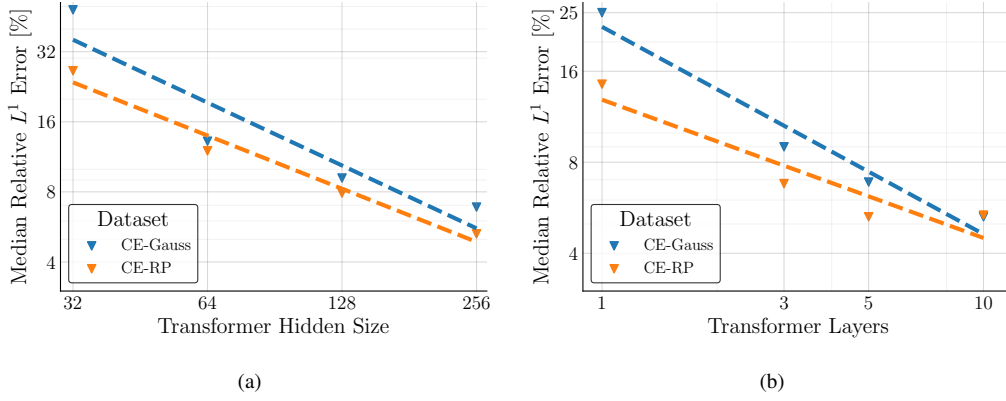 Median Relative L¹ Error [%]
32
16
8
4
Dataset
CE-Gauss
CE-RP
32 64 128 256
Transformer Hidden Size
(a)
Median Relative L¹ Error [%]
25
16
8
4
Dataset
CE-Gauss
CE-RP
1 3 5 10
Transformer Layers
(b)